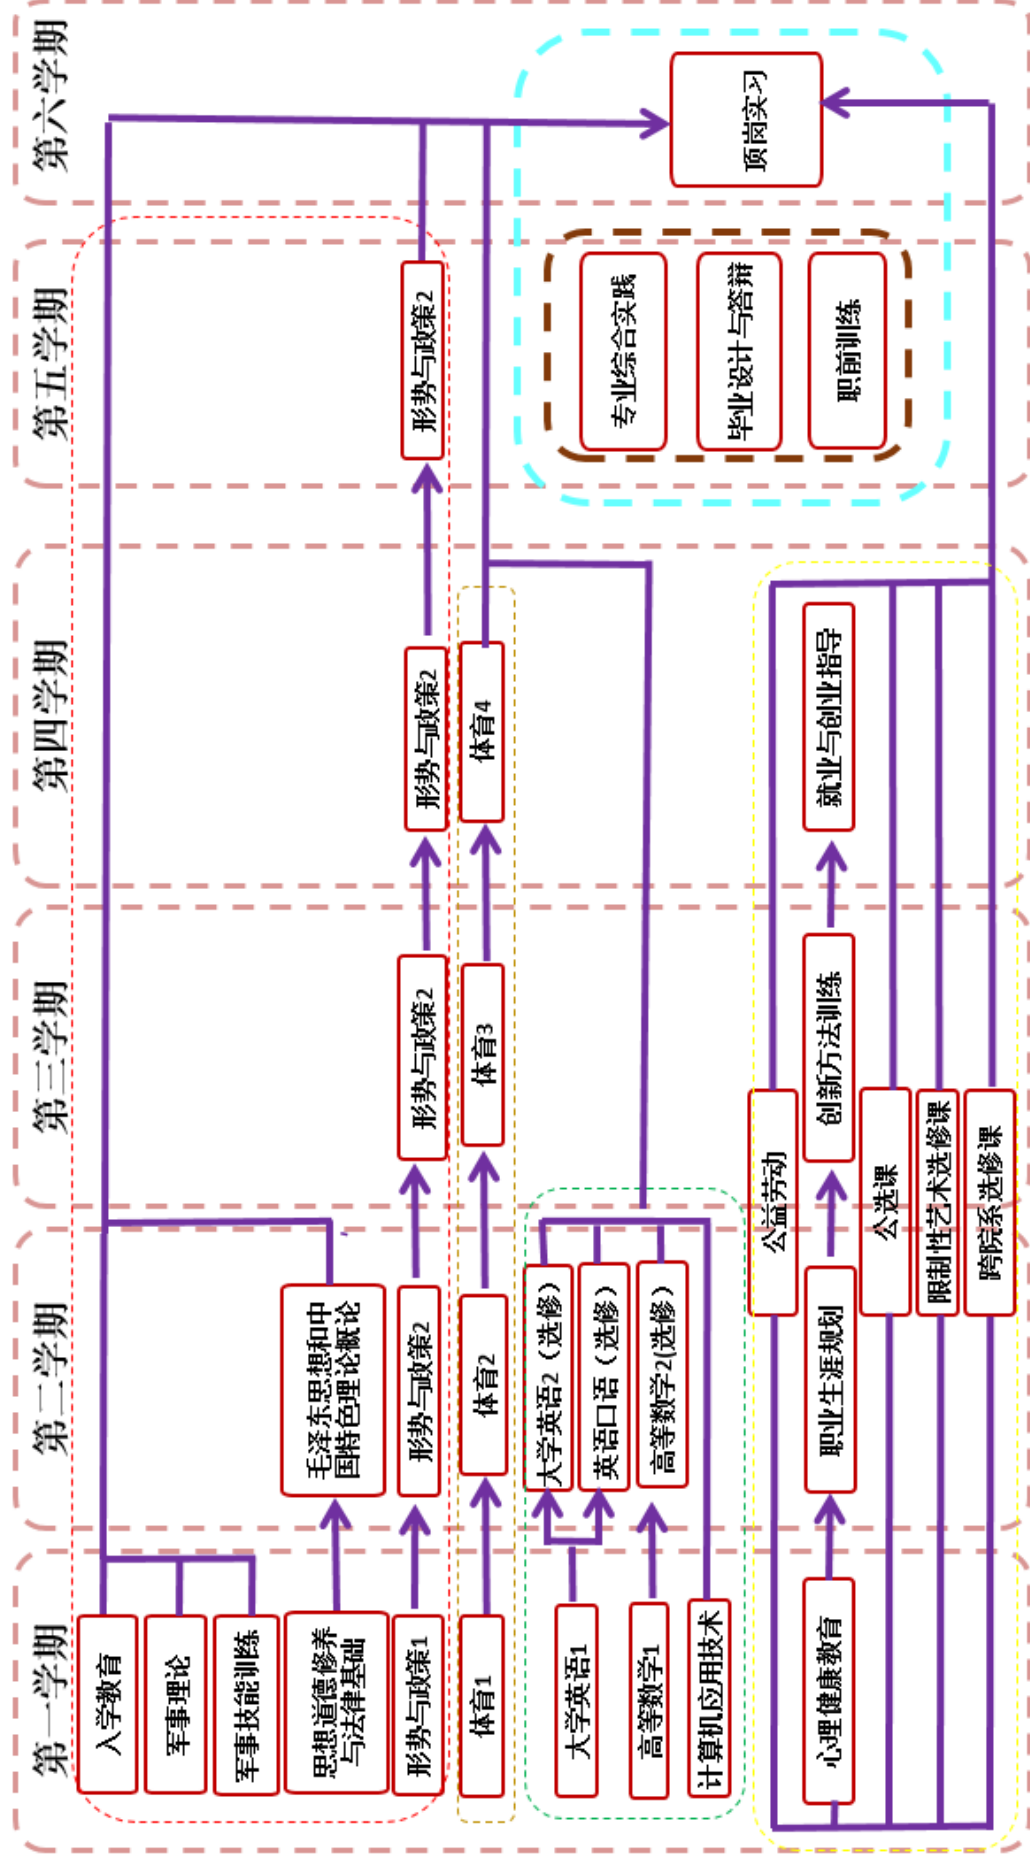 第一学期
第二学期
第三学期
第四学期
第五学期
第六学期
入学教育
军事理论
军事技能训练
思想道德修养
与法律基础
毛泽东思想和中
国特色理论概论
形势与政策1
形势与政策2
形势与政策2
形势与政策2
形势与政策2
体育1
体育2
体育3
体育4
大学英语1
大学英语2（选修）
英语口语（选修）
高等数学1
高等数学2(选修)
计算机应用技术
公益劳动
心理健康教育
职业生涯规划
创新方法训练
就业与创业指导
公选课
限制性艺术选修课
跨院系选修课
专业综合实践
毕业设计与答辩
职前训练
顶岗实习